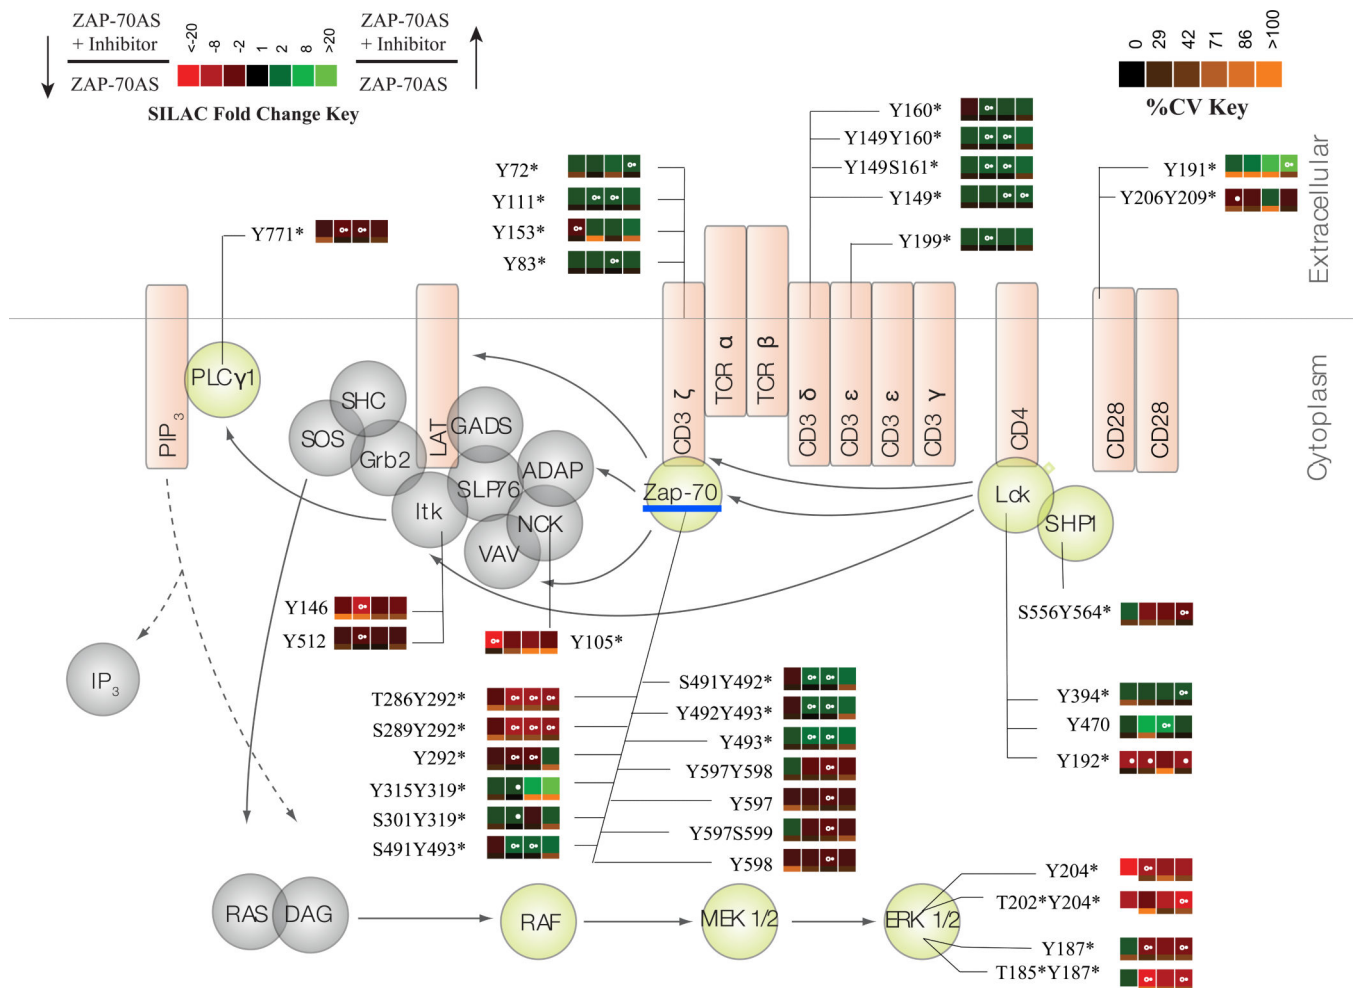 ZAP-70AS
+ Inhibitor
ZAP-70AS
<-20
-8
-2
1
2
8
>20
ZAP-70AS
+ Inhibitor
ZAP-70AS
SILAC Fold Change Key
0
29
42
71
86
>100
%CV Key
Extracellular
Cytoplasm
Y72*
Y111*
Y153*
Y83*
Y160*
Y149Y160*
Y149S161*
Y149*
Y199*
Y191*
Y206Y209*
Y771*
PIP3
PLCγ1
LAT
CD3 ζ
TCR α
TCR β
CD3 δ
CD3 ε
CD3 ε
CD3 γ
CD4
CD28
CD28
SHC
SOS
Grb2
GADS
SLP76
ADAP
NCK
VAV
Itk
Zap-70
Lck
SHP1
IP3
Y146
Y512
Y105*
S556Y564*
Y394*
Y470
Y192*
T286Y292*
S289Y292*
Y292*
Y315Y319*
S301Y319*
S491Y493*
S491Y492*
Y492Y493*
Y493*
Y597Y598
Y597
Y597S599
Y598
RAS
DAG
RAF
MEK 1/2
ERK 1/2
Y204*
T202*Y204*
Y187*
T185*Y187*